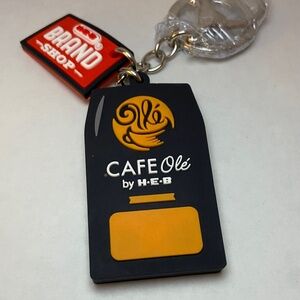 H-E-B
BRAND
SHOP
Olé
CAFE Olé
by H-E-B